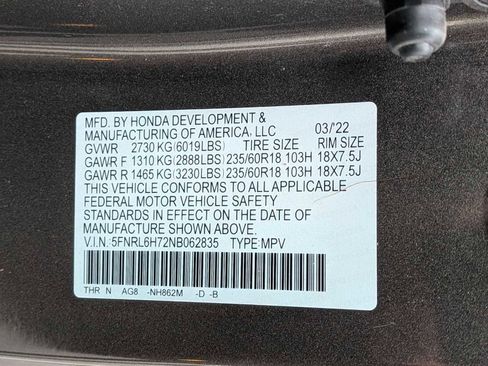 MFD. BY HONDA DEVELOPMENT &
MANUFACTURING OF AMERICA, LLC 03/'22
GVWR 2730 KG(6019LBS) TIRE SIZE RIM SIZE
GAWR F 1310 KG(2888LBS) 235/60R18 103H 18X7.5J
GAWR R 1465 KG(3230LBS) 235/60R18 103H 18X7.5J
THIS VEHICLE CONFORMS TO ALL APPLICABLE
FEDERAL MOTOR VEHICLE SAFETY
STANDARDS IN EFFECT ON THE DATE OF
MANUFACTURE SHOWN ABOVE.
V.I.N.: 5FNRL6H72NB062835 TYPE:MPV
THR N AG8 -NH862M -D -B